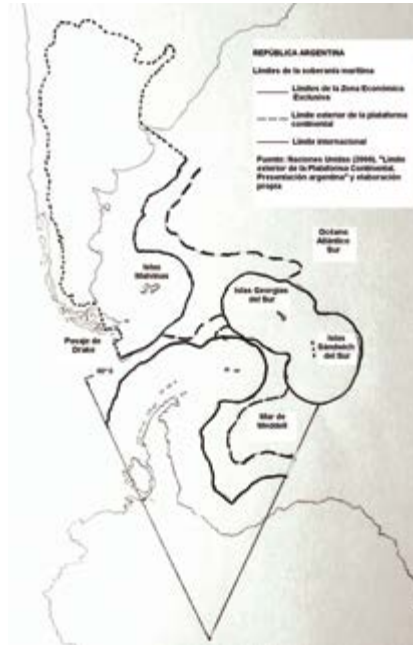 REPÚBLICA ARGENTINA
Límites de la soberanía marítima
Límites de la Zona Económica
Exclusiva
Límite exterior de la plataforma
continental
Límite internacional
Fuente: Naciones Unidas (2009), "Límite
exterior de la Plataforma Continental,
Presentación argentina" y elaboración
propia
Océano
Atlántico
Sur
Islas
Malvinas
Islas Georgias
del Sur
Islas
Sándwich
del Sur
Pasaje de
Drake
60° S
Mar de
Weddell